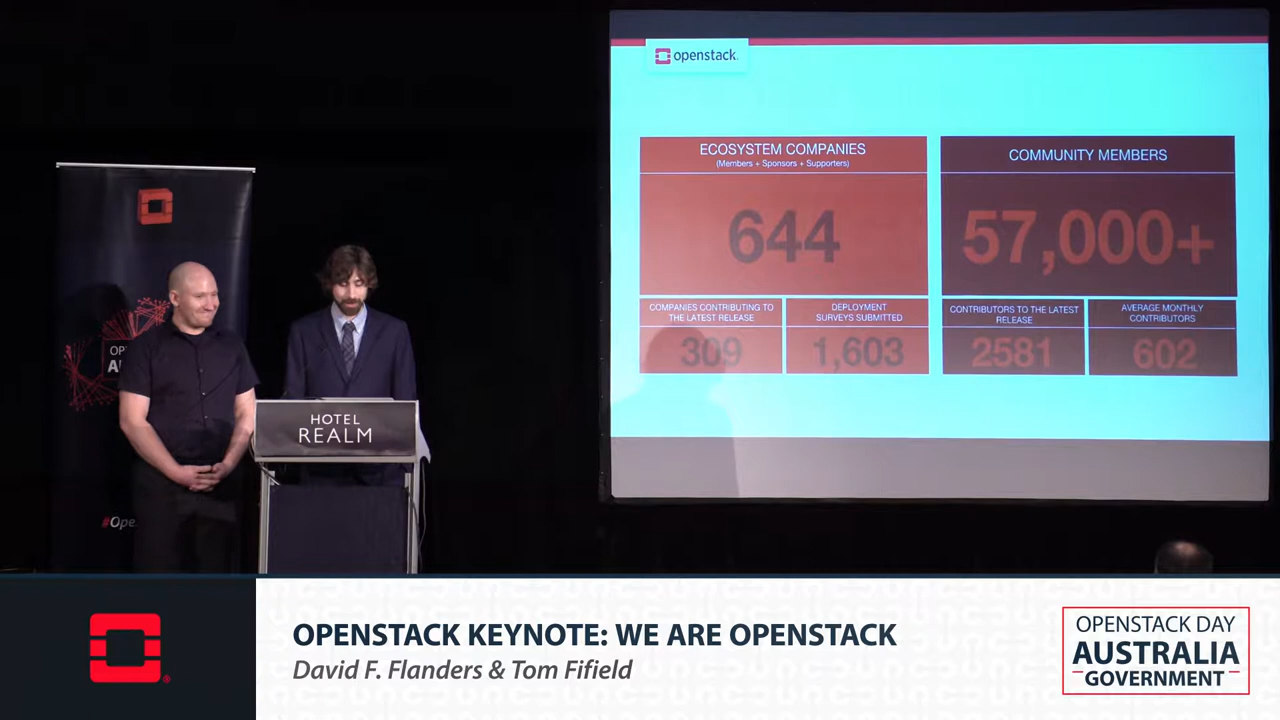 openstack.
ECOSYSTEM COMPANIES
(Members + Sponsors + Supporters)
644
COMPANIES CONTRIBUTING TO
THE LATEST RELEASE
309
DEPLOYMENT
SURVEYS SUBMITTED
1,603
COMMUNITY MEMBERS
57,000+
CONTRIBUTORS TO THE LATEST
RELEASE
2581
AVERAGE MONTHLY
CONTRIBUTORS
602
HOTEL
REALM
OPENSTACK KEYNOTE: WE ARE OPENSTACK
David F. Flanders & Tom Fifield
OPENSTACK DAY
AUSTRALIA
GOVERNMENT